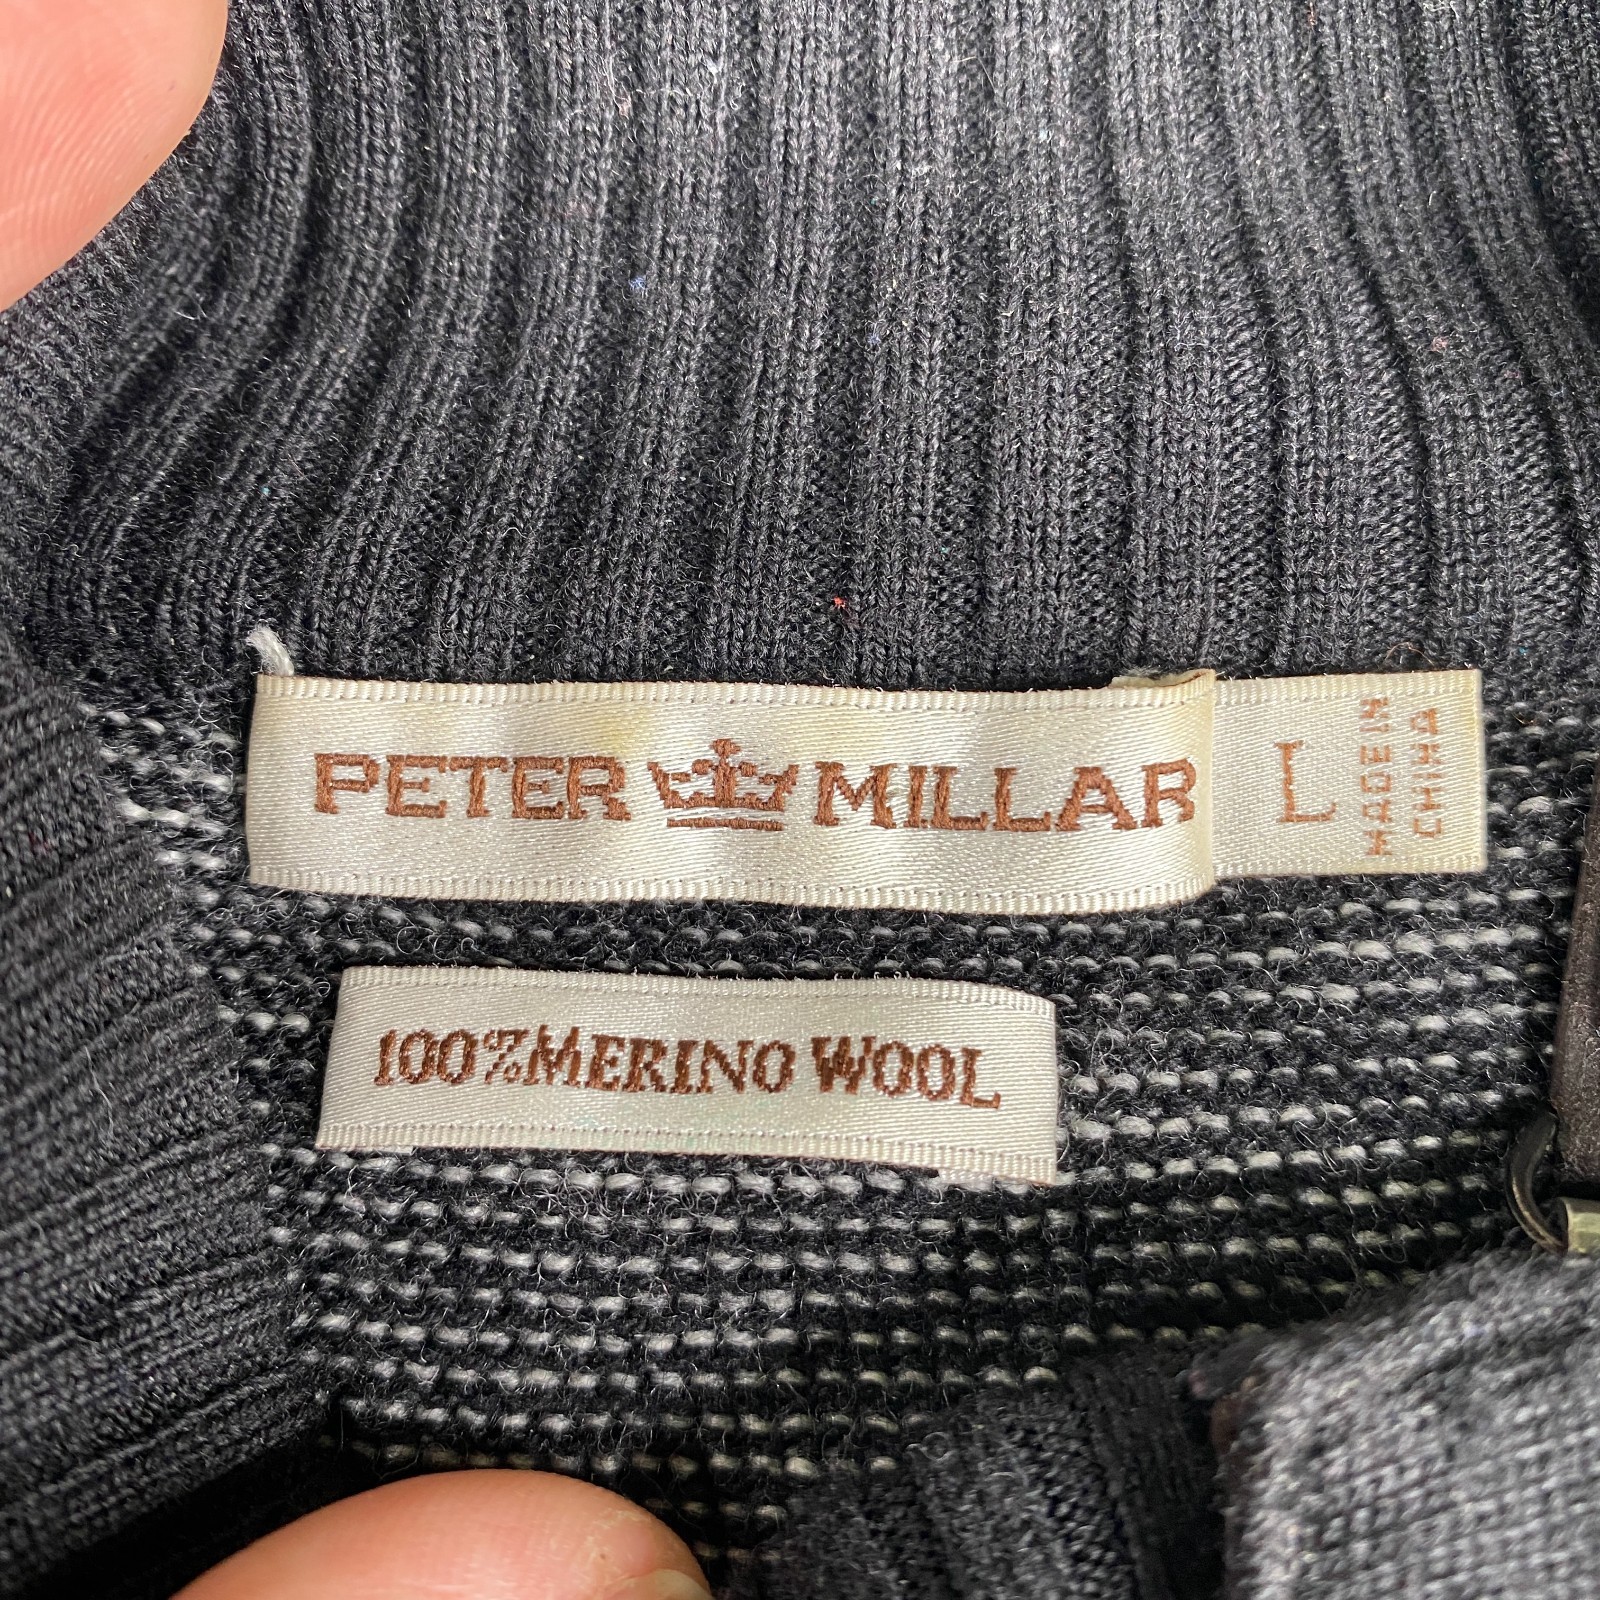 PETER MILLAR
L
MADE IN
CHINA
100% MERINO WOOL